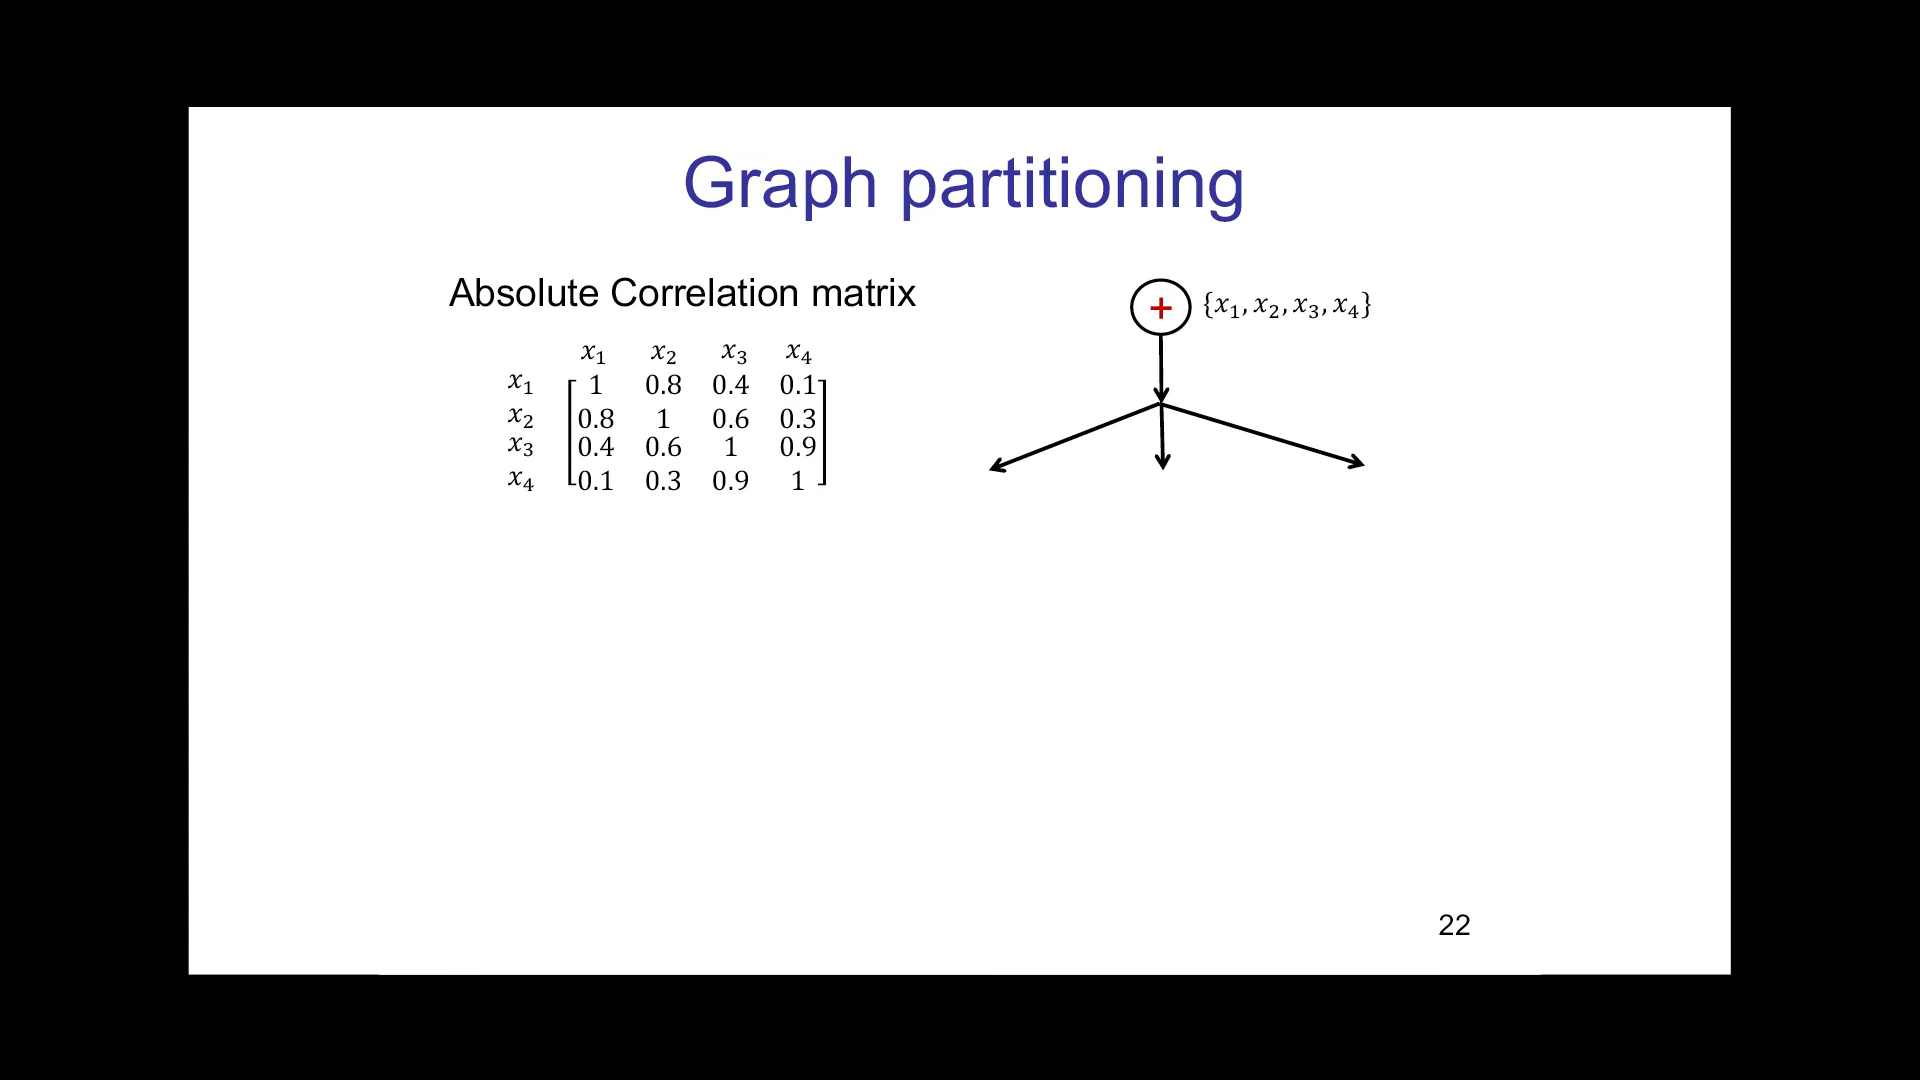 Graph partitioning
Absolute Correlation matrix
x₁ x₂ x₃ x₄
x₁ 1 0.8 0.4 0.1
x₂ 0.8 1 0.6 0.3
x₃ 0.4 0.6 1 0.9
x₄ 0.1 0.3 0.9 1
+ {x₁, x₂, x₃, x₄}
22